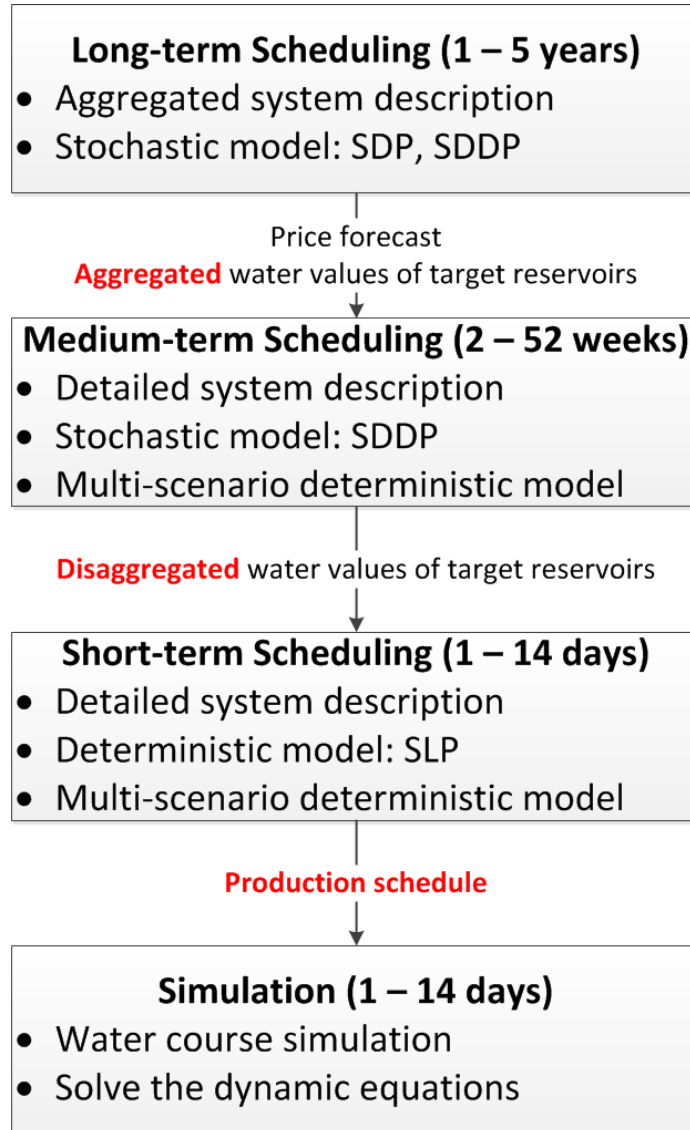 Long-term Scheduling (1 – 5 years)
• Aggregated system description
• Stochastic model: SDP, SDDP
Price forecast
Aggregated water values of target reservoirs
Medium-term Scheduling (2 – 52 weeks)
• Detailed system description
• Stochastic model: SDDP
• Multi-scenario deterministic model
Disaggregated water values of target reservoirs
Short-term Scheduling (1 – 14 days)
• Detailed system description
• Deterministic model: SLP
• Multi-scenario deterministic model
Production schedule
Simulation (1 – 14 days)
• Water course simulation
• Solve the dynamic equations